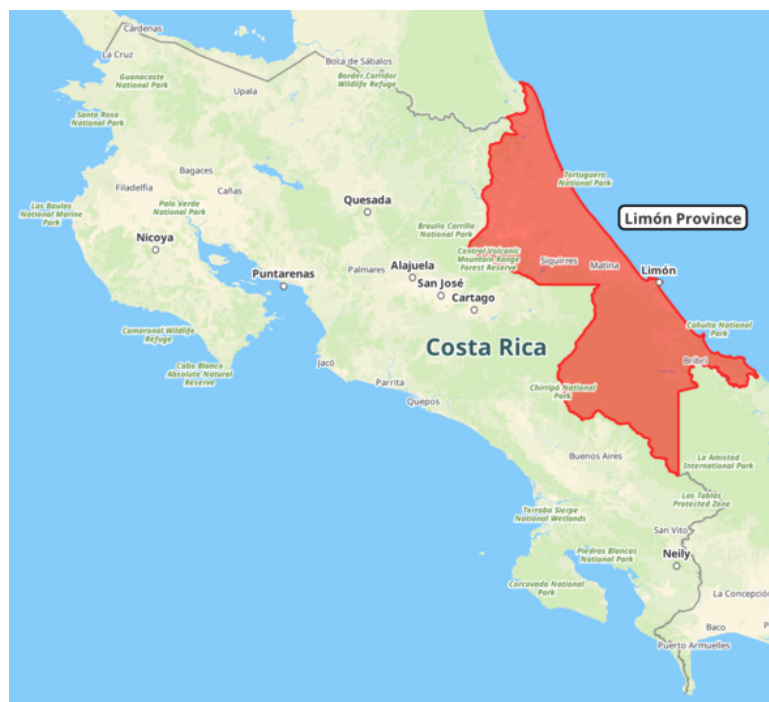 Cárdenas
La Cruz
Boca de Sábalos
Guanacaste
National Park
Border Corridor
Wildlife Refuge
Upala
Santa Rosa
National Park
Tortuguero
National Park
Bagaces
Filadelfia
Cañas
Palo Verde
National Park
Las Baulas
National Marine
Park
Quesada
Limón Province
Braulio Carrillo
National Park
Nicoya
Central Volcanic
Mountain Range
Forest Reserve
Siquirres
Matina
Limón
Puntarenas
Palmares
Alajuela
San José
Cartago
Camaronal Wildlife
Refuge
Cahuita National
Park
Costa Rica
Cabo Blanco
Absolute Natural
Reserve
Jacó
Bribri
Parrita
Chirripó National
Park
Quepos
Buenos Aires
La Amistad
International Park
Las Tablas
Protected Zone
Terraba Sierpe
National Wetlands
San Vito
Piedras Blancas
National Park
Neily
Corcovado National
Park
La Concepción
Baco
P
Puerto Armuelles